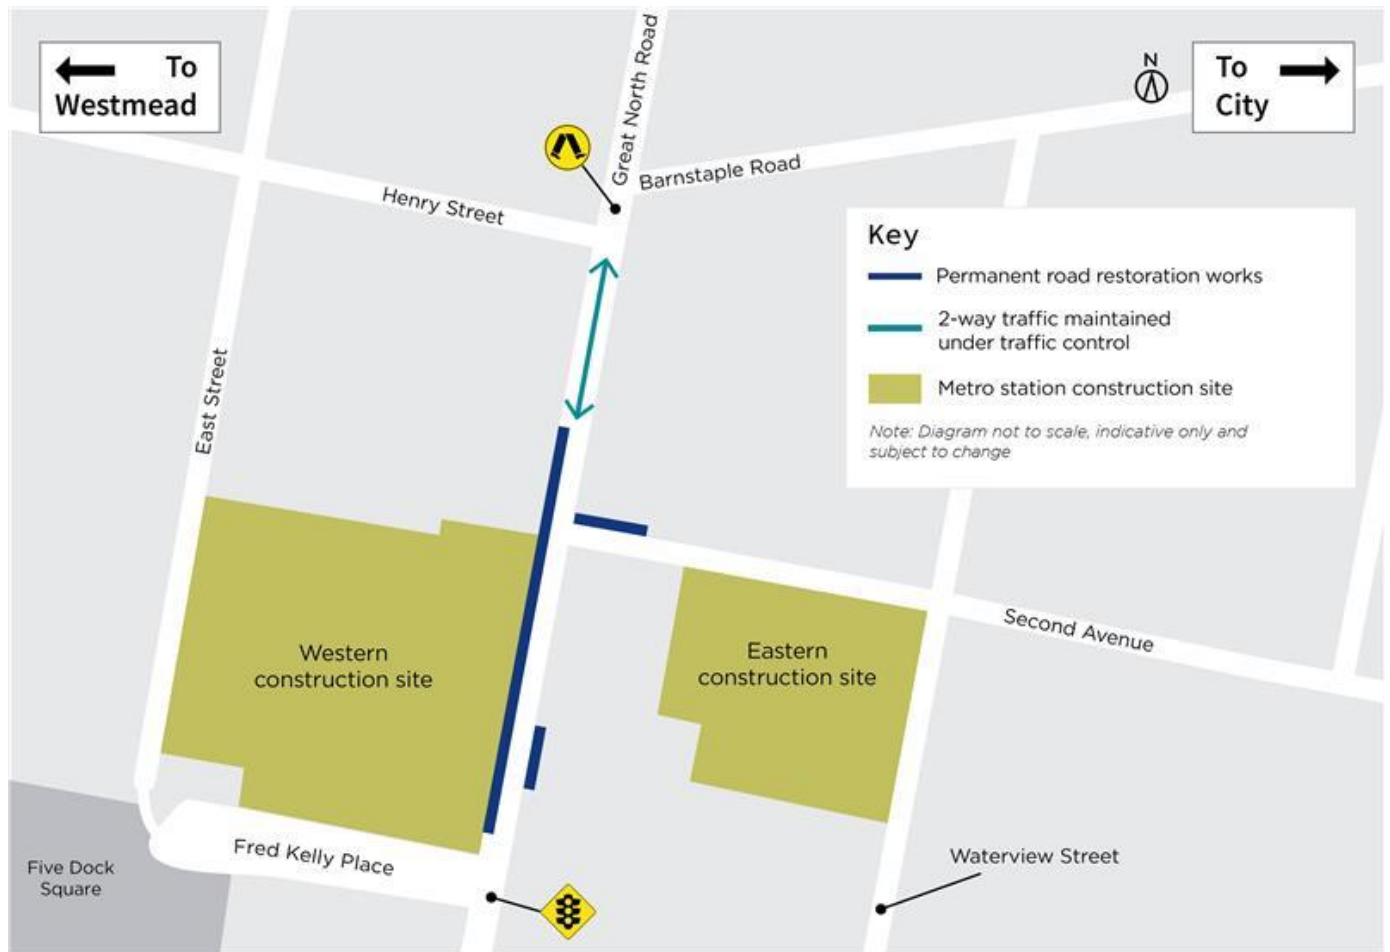 To
Westmead
Great North Road
N
To
City
Barnstaple Road
Henry Street
Key
Permanent road restoration works
2-way traffic maintained
under traffic control
Metro station construction site
Note: Diagram not to scale, indicative only and
subject to change
East Street
Second Avenue
Western
construction site
Eastern
construction site
Fred Kelly Place
Waterview Street
Five Dock
Square